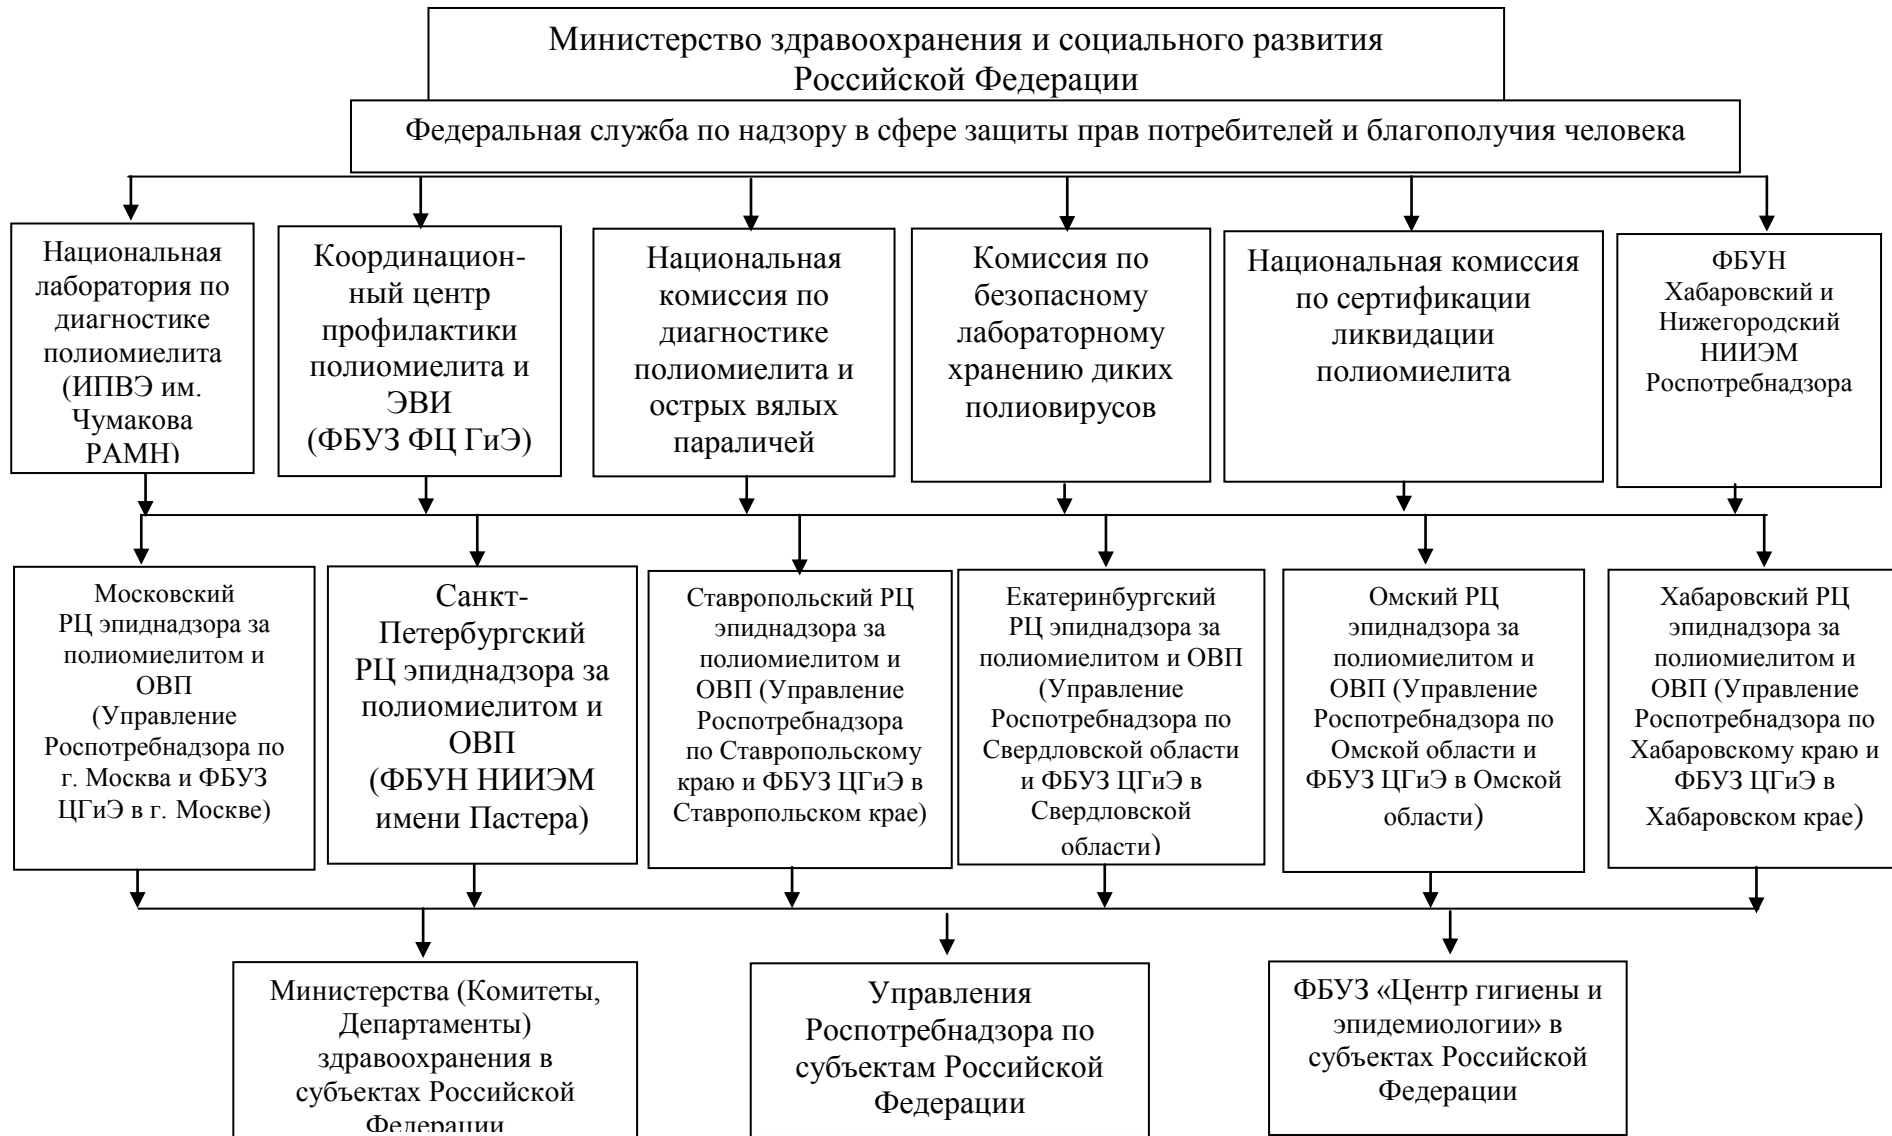 Министерство здравоохранения и социального развития
Российской Федерации
Федеральная служба по надзору в сфере защиты прав потребителей и благополучия человека
Национальная
лаборатория по
диагностике
полиомиелита
(ИПВЭ им.
Чумакова
РАМН)
Координацион-
ный центр
профилактики
полиомиелита и
ЭВИ
(ФБУЗ ФЦ ГиЭ)
Национальная
комиссия по
диагностике
полиомиелита и
острых вялых
параличей
Комиссия по
безопасному
лабораторному
хранению диких
полиовирусов
Национальная комиссия
по сертификации
ликвидации
полиомиелита
ФБУН
Хабаровский и
Нижегородский
НИИЭМ
Роспотребнадзора
Московский
РЦ эпиднадзора за
полиомиелитом и
ОВП
(Управление
Роспотребнадзора по
г. Москва и ФБУЗ
ЦГиЭ в г. Москве)
Санкт-
Петербургский
РЦ эпиднадзора за
полиомиелитом и
ОВП
(ФБУН НИИЭМ
имени Пастера)
Ставропольский РЦ
эпиднадзора за
полиомиелитом и
ОВП (Управление
Роспотребнадзора
по Ставропольскому
краю и ФБУЗ ЦГиЭ в
Ставропольском крае)
Екатеринбургский
РЦ эпиднадзора за
полиомиелитом и ОВП
(Управление
Роспотребнадзора по
Свердловской области
и ФБУЗ ЦГиЭ в
Свердловской
области)
Омский РЦ
эпиднадзора за
полиомиелитом и
ОВП (Управление
Роспотребнадзора по
Омской области и
ФБУЗ ЦГиЭ в Омской
области)
Хабаровский РЦ
эпиднадзора за
полиомиелитом и
ОВП (Управление
Роспотребнадзора по
Хабаровскому краю и
ФБУЗ ЦГиЭ в
Хабаровском крае)
Министерства (Комитеты,
Департаменты)
здравоохранения в
субъектах Российской
Федерации
Управления
Роспотребнадзора по
субъектам Российской
Федерации
ФБУЗ «Центр гигиены и
эпидемиологии» в
субъектах Российской
Федерации